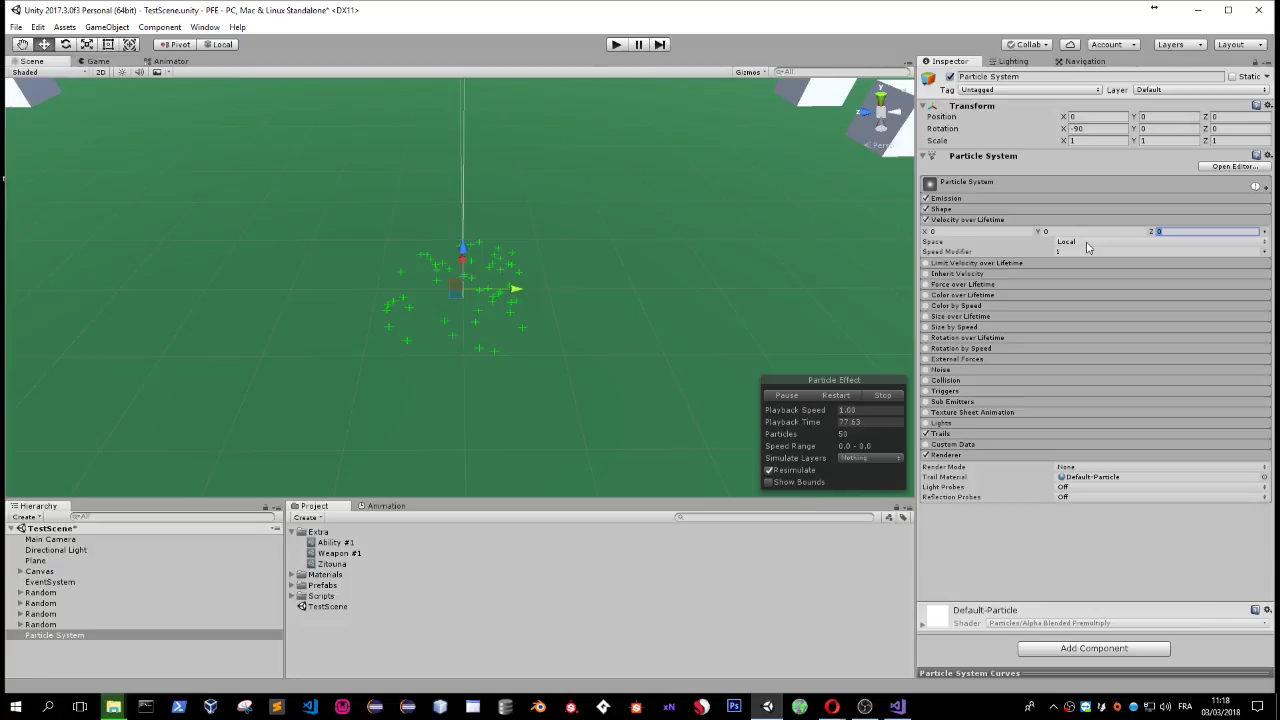 Unity 2017.3.0f3 Personal (64bit) - TestScene.unity - PFE - PC, Mac & Linux Standalone* <DX11>
File Edit Assets GameObject Component Window Help
Pivot Local Collab Account Layers Layout
Scene Game Animator
Shaded 2D Gizmos All
Inspector Lighting Navigation
Particle System Static
Tag Untagged Layer Default
Transform
Position X 0 Y 0 Z 0
Rotation X -90 Y 0 Z 0
Scale X 1 Y 1 Z 1
Particle System
Open Editor...
Particle System
Emission
Shape
Velocity over Lifetime
X 0 Y 0 Z 0
Space Local
Speed Modifier 1
Limit Velocity over Lifetime
Inherit Velocity
Force over Lifetime
Color over Lifetime
Color by Speed
Size over Lifetime
Size by Speed
Rotation over Lifetime
Rotation by Speed
External Forces
Noise
Collision
Triggers
Sub Emitters
Texture Sheet Animation
Lights
Trails
Custom Data
Renderer
Render Mode None
Trail Material Default-Particle
Light Probes Off
Reflection Probes Off
Default-Particle
Shader Particles/Alpha Blended Premultiply
Add Component
Particle System Curves
y
z
Particle Effect
Pause Restart Stop
Playback Speed 1.00
Playback Time 77.63
Particles 50
Speed Range 0.0 - 0.0
Simulate Layers Nothing
Resimulate
Show Bounds
Hierarchy
Create All
TestScene*
Main Camera
Directional Light
Plane
Canvas
EventSystem
Random
Random
Random
Random
Particle System
Project Animation
Create
Extra
Ability #1
Weapon #1
Zitouna
Materials
Prefabs
Scripts
TestScene
FRA
11:18
03/03/2018